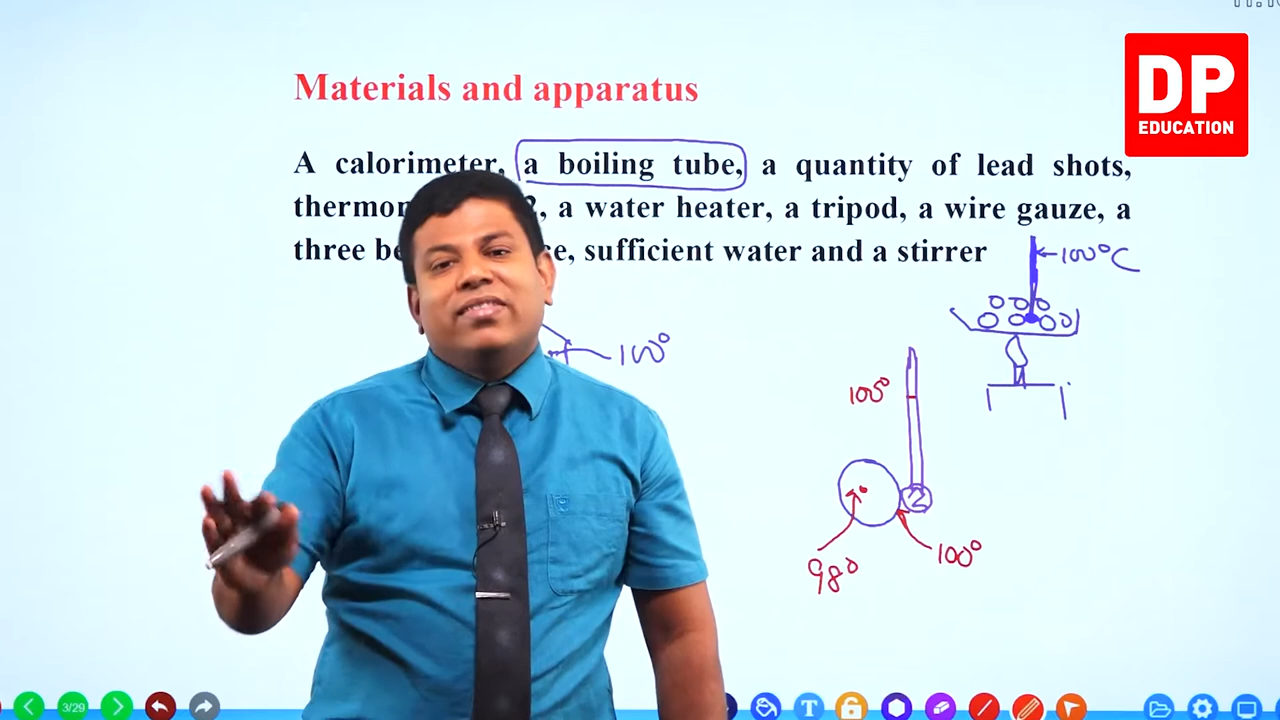 DP
EDUCATION
Materials and apparatus
A calorimeter, a boiling tube, a quantity of lead shots,
a water heater, a tripod, a wire gauze, a
three sufficient water and a stirrer
100°C
100°
100°
98°
100°
3/29
T